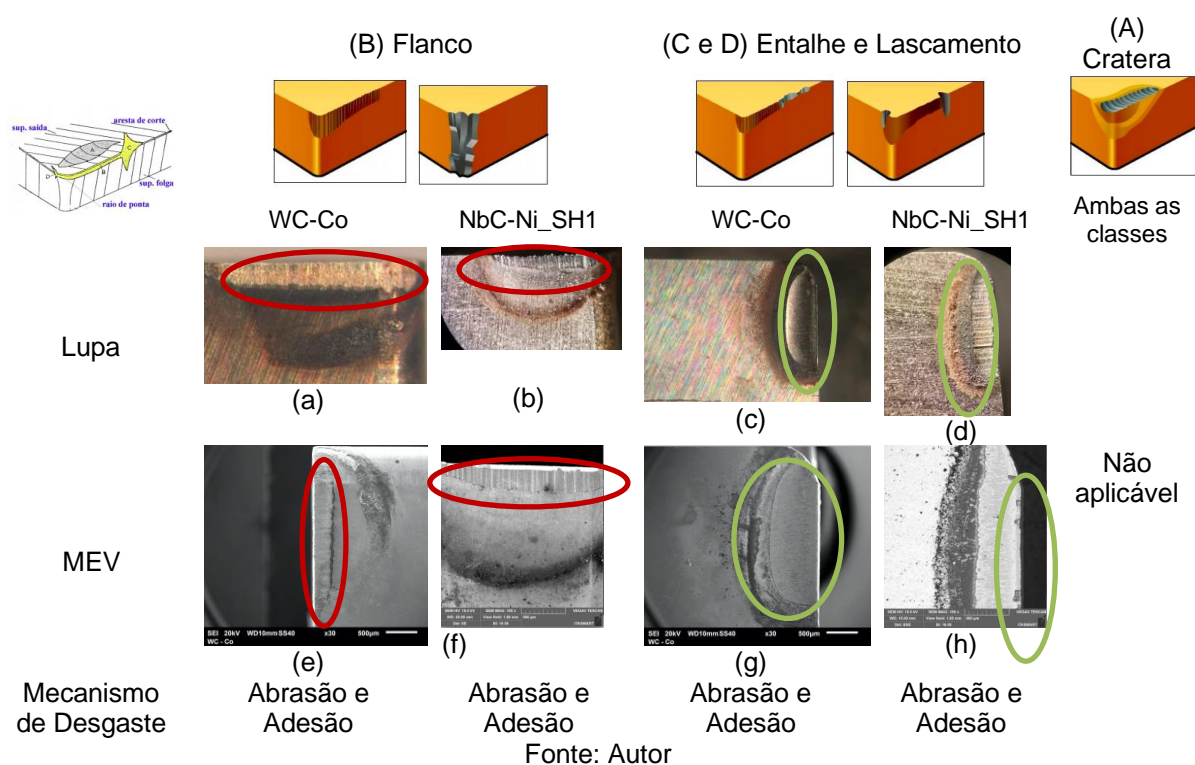 (B) Flanco
(C e D) Entalhe e Lascamento
(A)
Cratera
sup. saída
aresta de corte
A
C
D
B
sup. folga
raio de ponta
WC-Co
NbC-Ni_SH1
WC-Co
NbC-Ni_SH1
Ambas as
classes
Lupa
(a)
(b)
(c)
(d)
MEV
SEI 20kV WD10mm SS40 x30 500µm
WC - Co
SEI 20kV WD10mm SS40 x30 500µm
WC - Co
Não
aplicável
(e)
(f)
(g)
(h)
Mecanismo
de Desgaste
Abrasão e
Adesão
Abrasão e
Adesão
Abrasão e
Adesão
Abrasão e
Adesão
Fonte: Autor